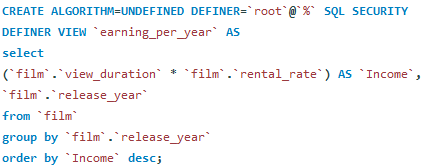 CREATE ALGORITHM=UNDEFINED DEFINER=`root`@`%` SQL SECURITY
DEFINER VIEW `earning_per_year` AS
select
(`film`.`view_duration` * `film`.`rental_rate`) AS `Income`,
`film`.`release_year`
from `film`
group by `film`.`release_year`
order by `Income` desc;